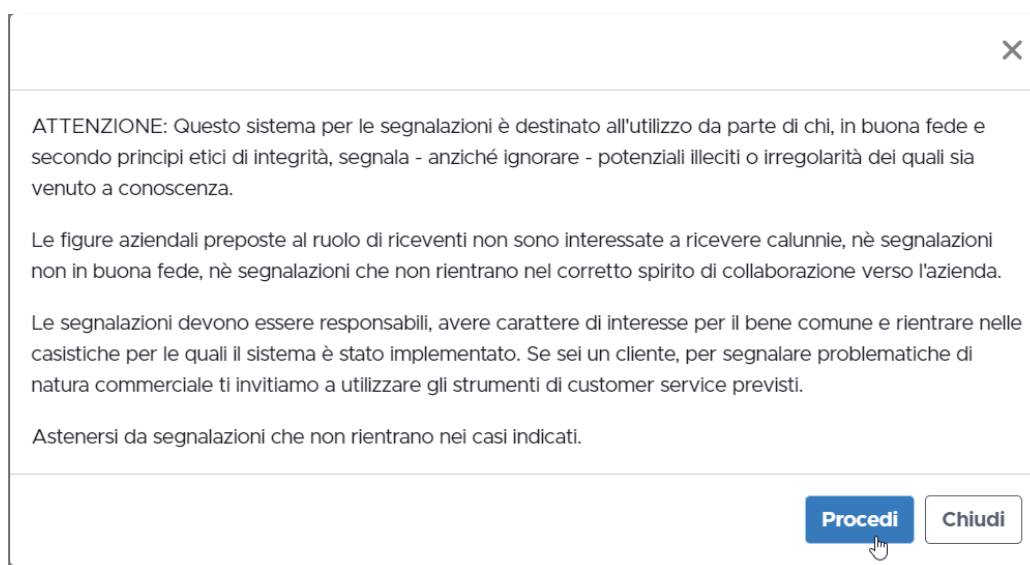 ATTENZIONE: Questo sistema per le segnalazioni è destinato all'utilizzo da parte di chi, in buona fede e
secondo principi etici di integrità, segnala - anziché ignorare - potenziali illeciti o irregolarità dei quali sia
venuto a conoscenza.
Le figure aziendali preposte al ruolo di riceventi non sono interessate a ricevere calunnie, nè segnalazioni
non in buona fede, nè segnalazioni che non rientrano nel corretto spirito di collaborazione verso l'azienda.
Le segnalazioni devono essere responsabili, avere carattere di interesse per il bene comune e rientrare nelle
casistiche per le quali il sistema è stato implementato. Se sei un cliente, per segnalare problematiche di
natura commerciale ti invitiamo a utilizzare gli strumenti di customer service previsti.
Astenersi da segnalazioni che non rientrano nei casi indicati.
Procedi Chiudi